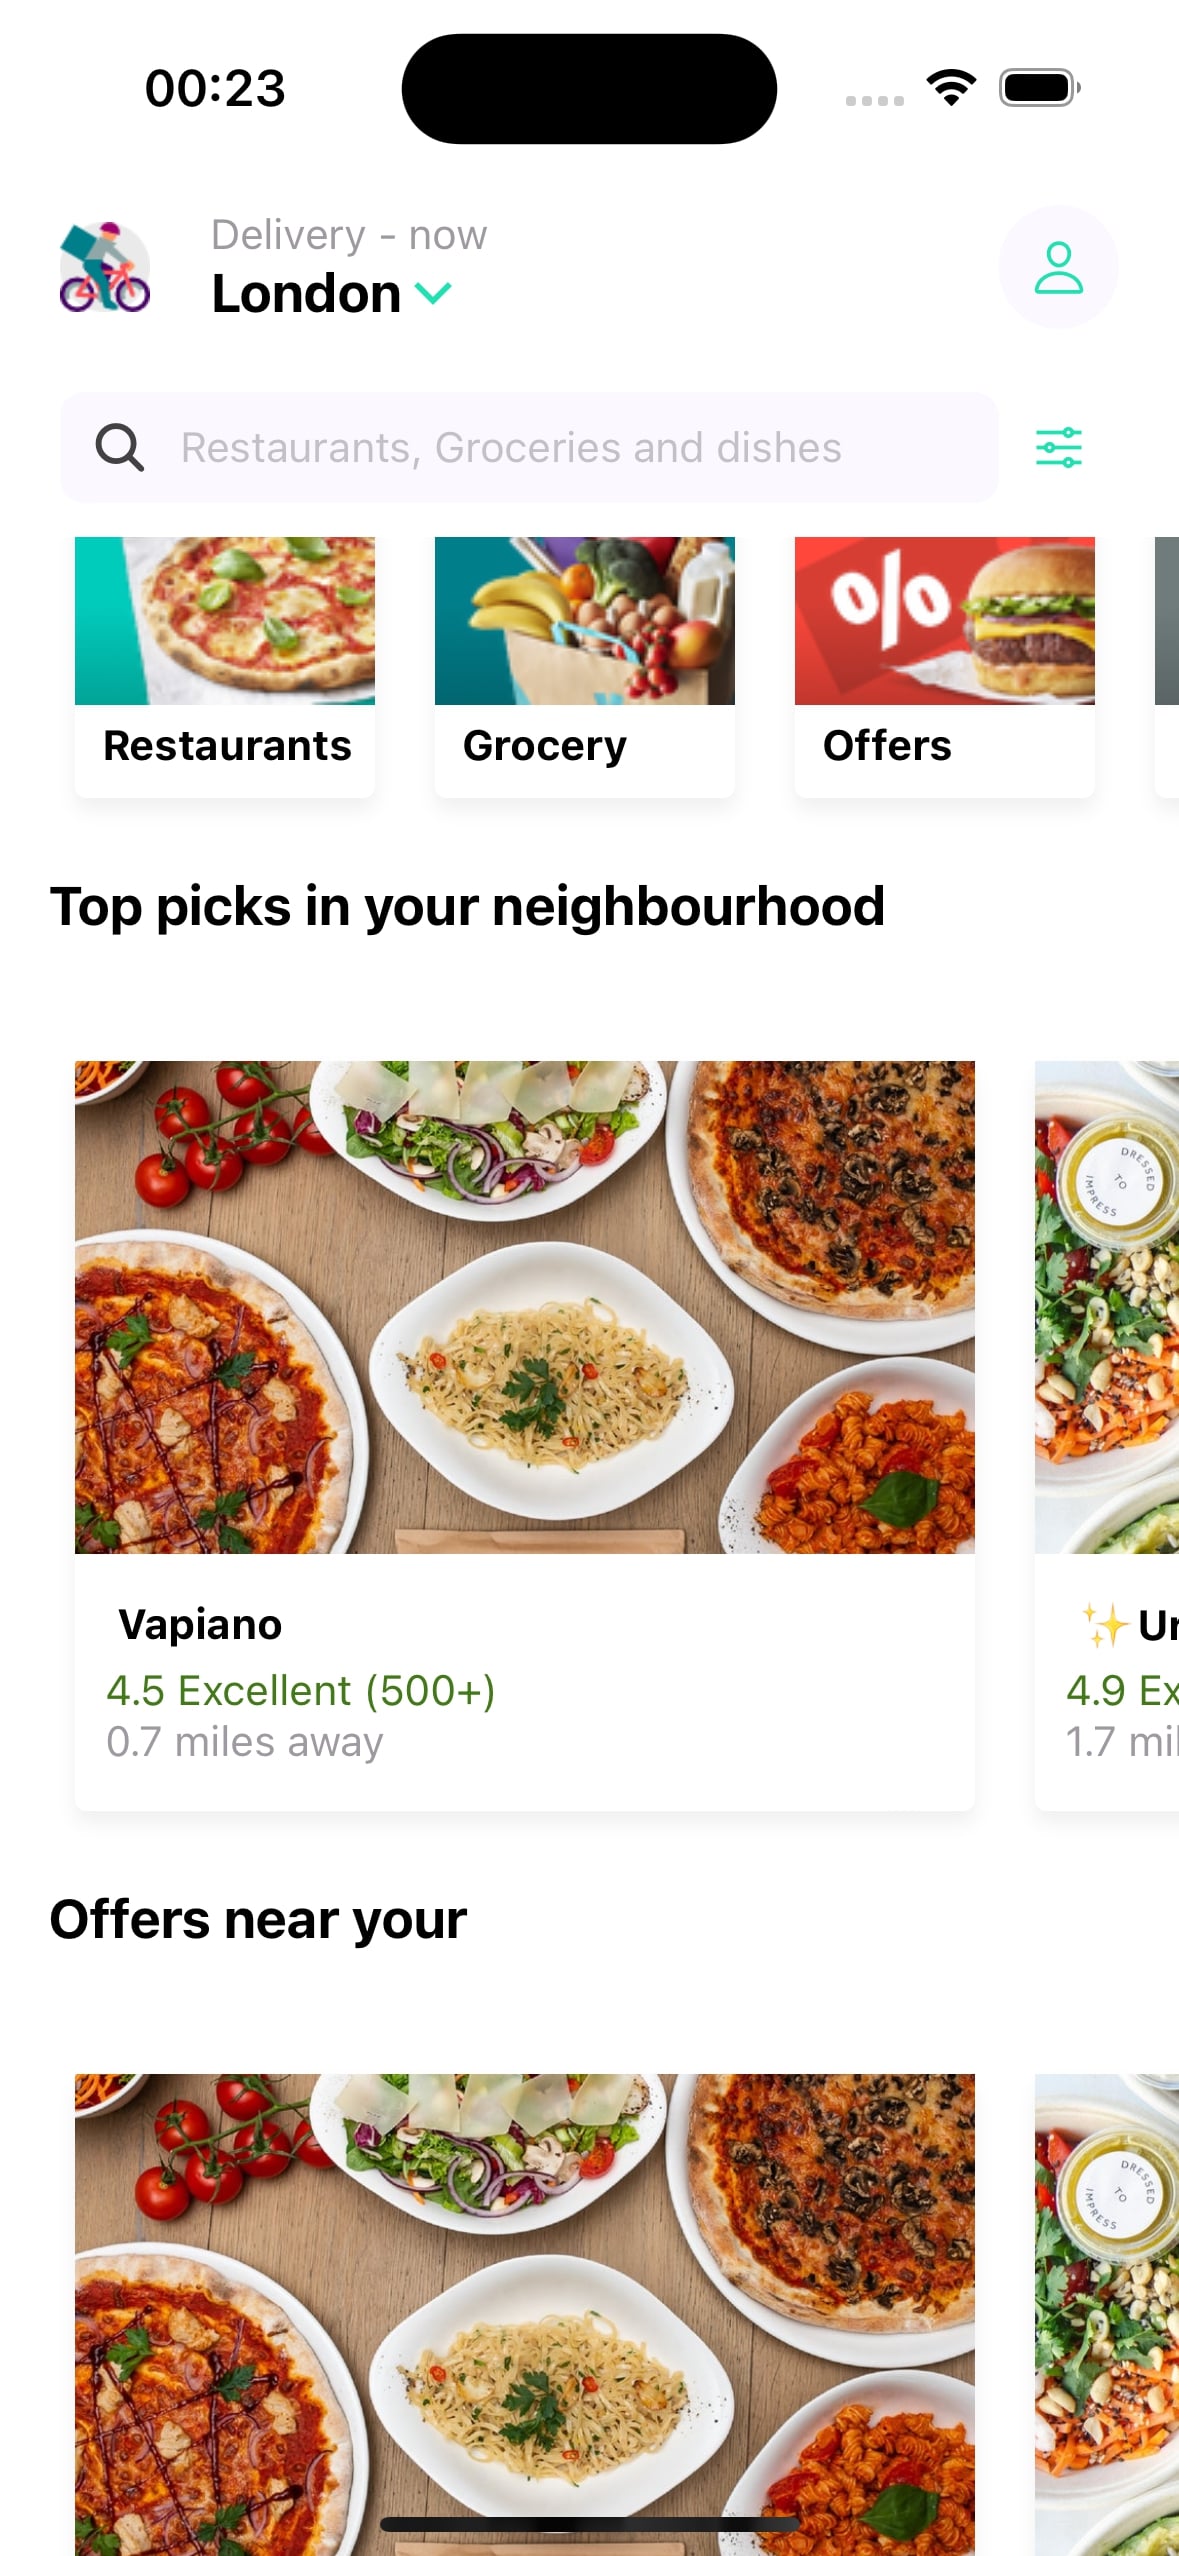 00:23
Delivery - now
London
Restaurants, Groceries and dishes
%
Restaurants
Grocery
Offers
Top picks in your neighbourhood
DRESSED
TO
IMPRESS
Vapiano
4.5 Excellent (500+)
0.7 miles away
✨Ur
4.9 Ex
1.7 mil
Offers near your
DRESSED
TO
IMPRESS